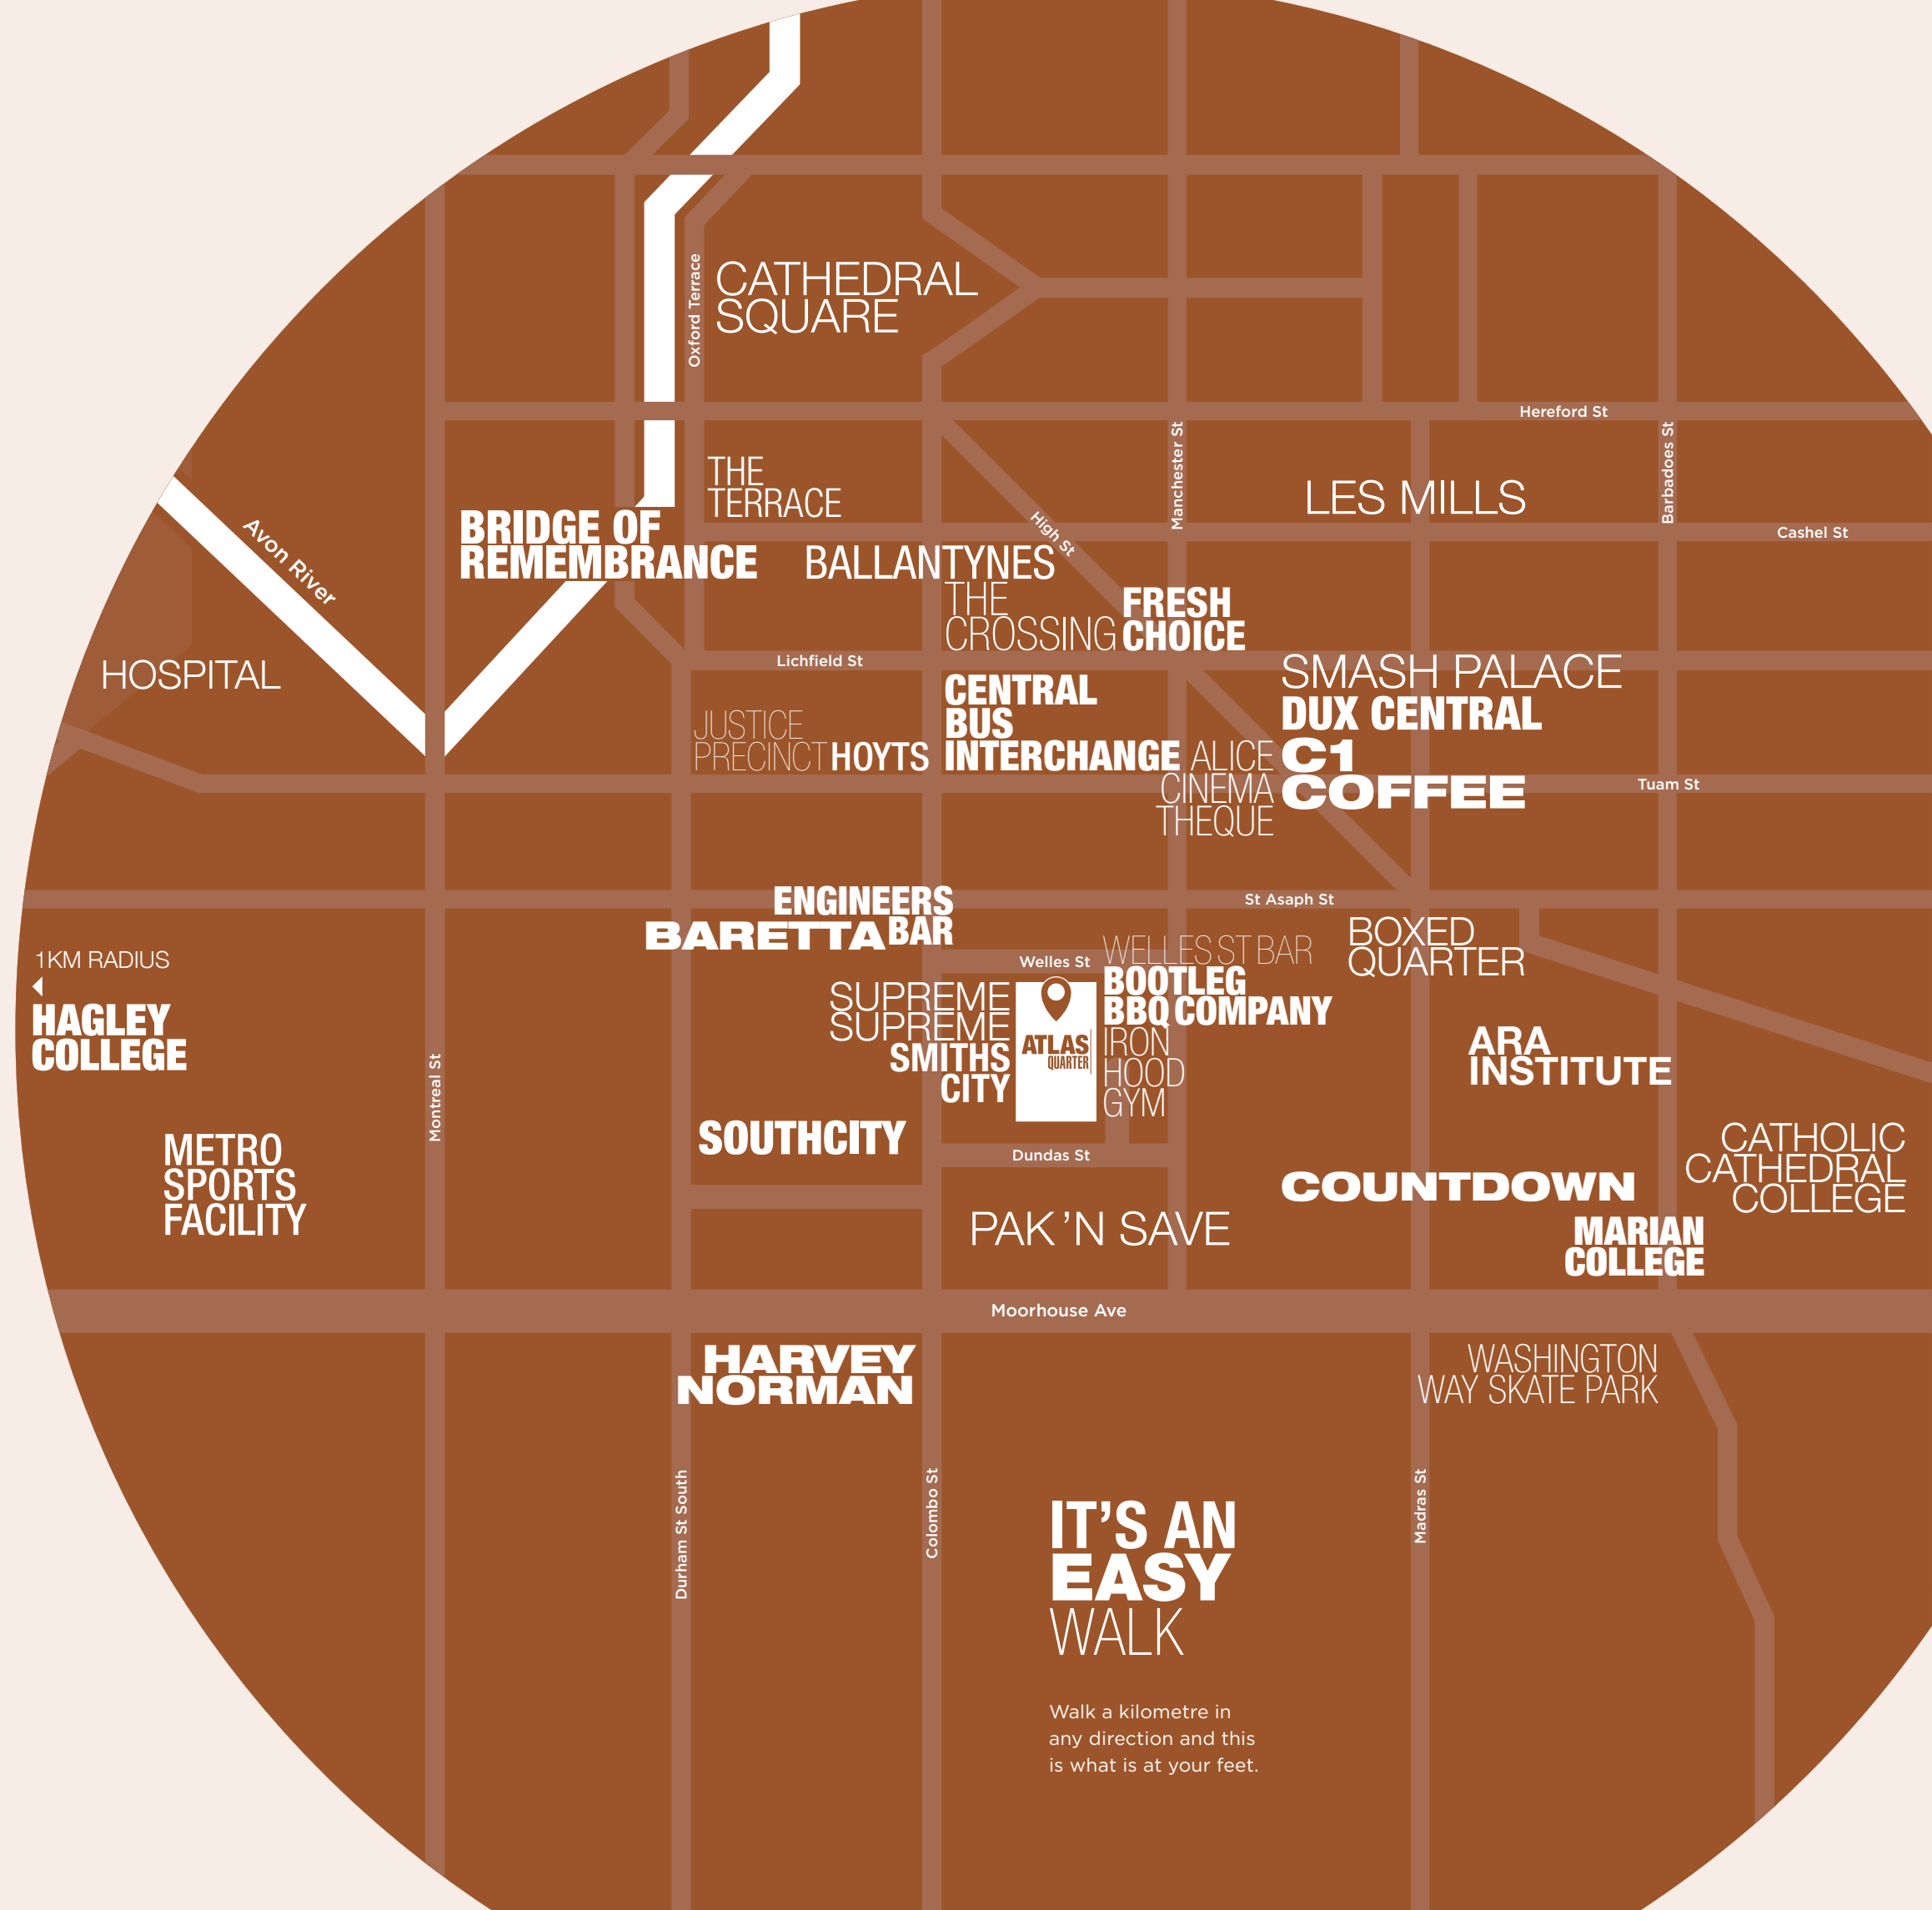 Oxford Terrace
CATHEDRAL
SQUARE
Hereford St
Manchester St
Barbadoes St
THE
TERRACE
LES MILLS
High St
Cashel St
Avon River
BRIDGE OF
REMEMBRANCE
BALLANTYNES
THE
CROSSING
FRESH
CHOICE
HOSPITAL
Lichfield St
SMASH PALACE
DUX CENTRAL
C1
COFFEE
CENTRAL
BUS
INTERCHANGE
JUSTICE
PRECINCT
HOYTS
ALICE
CINEMA
THEQUE
Tuam St
ENGINEERS
BAR
BARETTA
St Asaph St
BOXED
QUARTER
1KM RADIUS
HAGLEY
COLLEGE
Welles St
WELLES ST BAR
BOOTLEG
BBQ COMPANY
IRON
HOOD
GYM
SUPREME
SUPREME
SMITHS
CITY
ATLAS
QUARTER
ARA
INSTITUTE
Montreal St
METRO
SPORTS
FACILITY
SOUTHCITY
Dundas St
COUNTDOWN
CATHOLIC
CATHEDRAL
COLLEGE
PAK 'N SAVE
MARIAN
COLLEGE
Moorhouse Ave
HARVEY
NORMAN
WASHINGTON
WAY SKATE PARK
Durham St South
Colombo St
Madras St
IT'S AN
EASY
WALK
Walk a kilometre in
any direction and this
is what is at your feet.